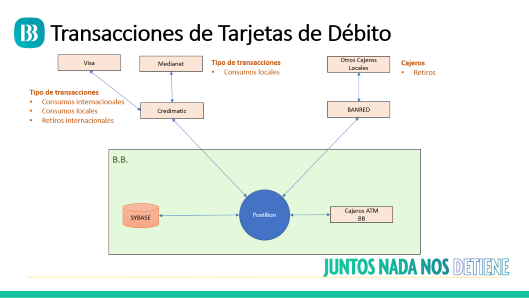 BB
Transacciones de Tarjetas de Débito
Visa
Medianet
Tipo de transacciones
• Consumos locales
Otros Cajeros
Locales
Cajeros
• Retiros
Tipo de transacciones
• Consumos internacionales
• Consumos locales
• Retiros internacionales
Credimatic
BANRED
B.B.
SYBASE
Postilion
Cajeros ATM
BB
JUNTOS NADA NOS DETIENE